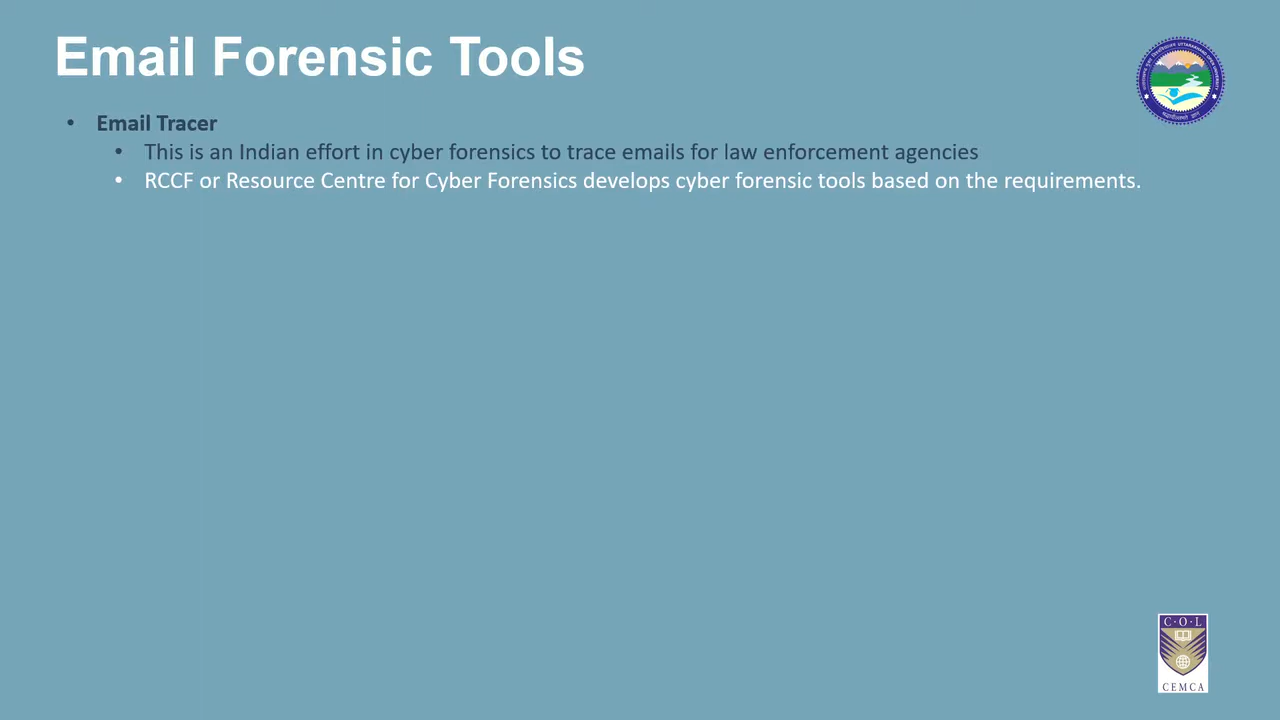 Email Forensic Tools
• Email Tracer
• This is an Indian effort in cyber forensics to trace emails for law enforcement agencies
• RCCF or Resource Centre for Cyber Forensics develops cyber forensic tools based on the requirements.
C·O·L
CEMCA